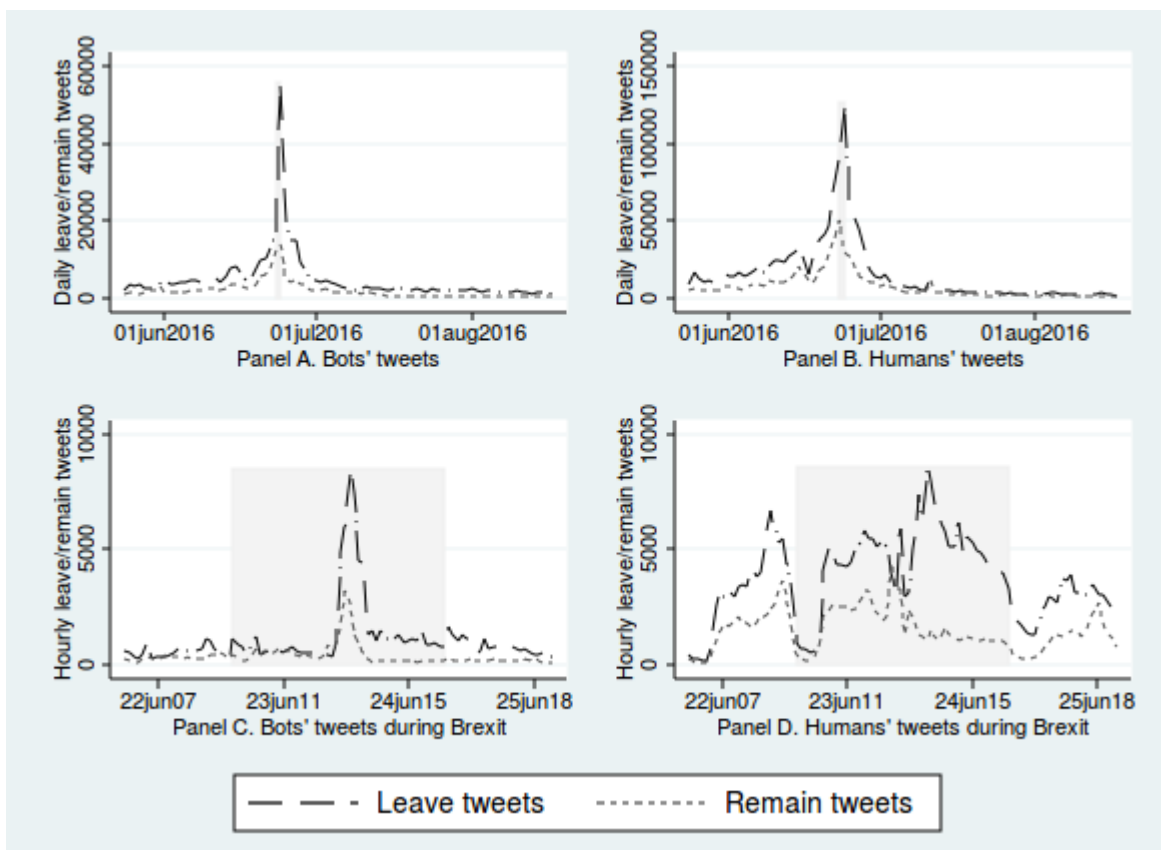 Daily leave/remain tweets
60000
40000
20000
0
01jun2016 01jul2016 01aug2016
Panel A. Bots' tweets
Daily leave/remain tweets
150000
100000
50000
0
01jun2016 01jul2016 01aug2016
Panel B. Humans' tweets
Hourly leave/remain tweets
10000
5000
0
22jun07 23jun11 24jun15 25jun18
Panel C. Bots' tweets during Brexit
Hourly leave/remain tweets
10000
5000
0
22jun07 23jun11 24jun15 25jun18
Panel D. Humans' tweets during Brexit
Leave tweets Remain tweets